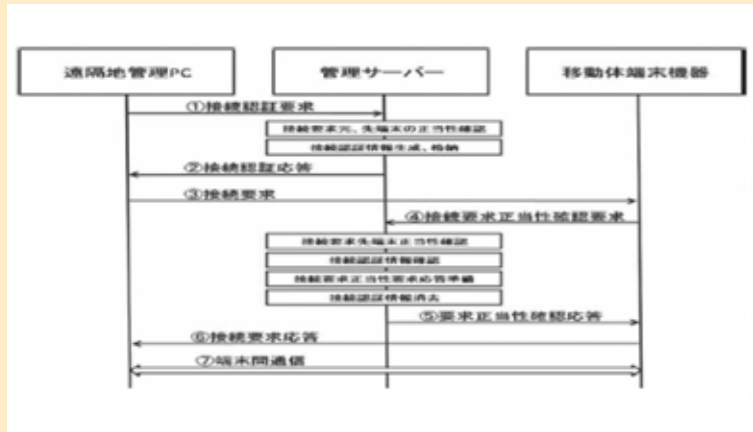 遠隔地管理PC
管理サーバー
移動体端末機器
①接続認証要求
接続要求元、先端末の正当性確認
接続認証情報生成、格納
②接続認証応答
③接続要求
④接続要求正当性確認要求
接続要求先端末正当性確認
接続認証情報確認
接続要求正当性要求応答準備
接続認証情報消去
⑤要求正当性確認応答
⑥接続要求応答
⑦端末間通信